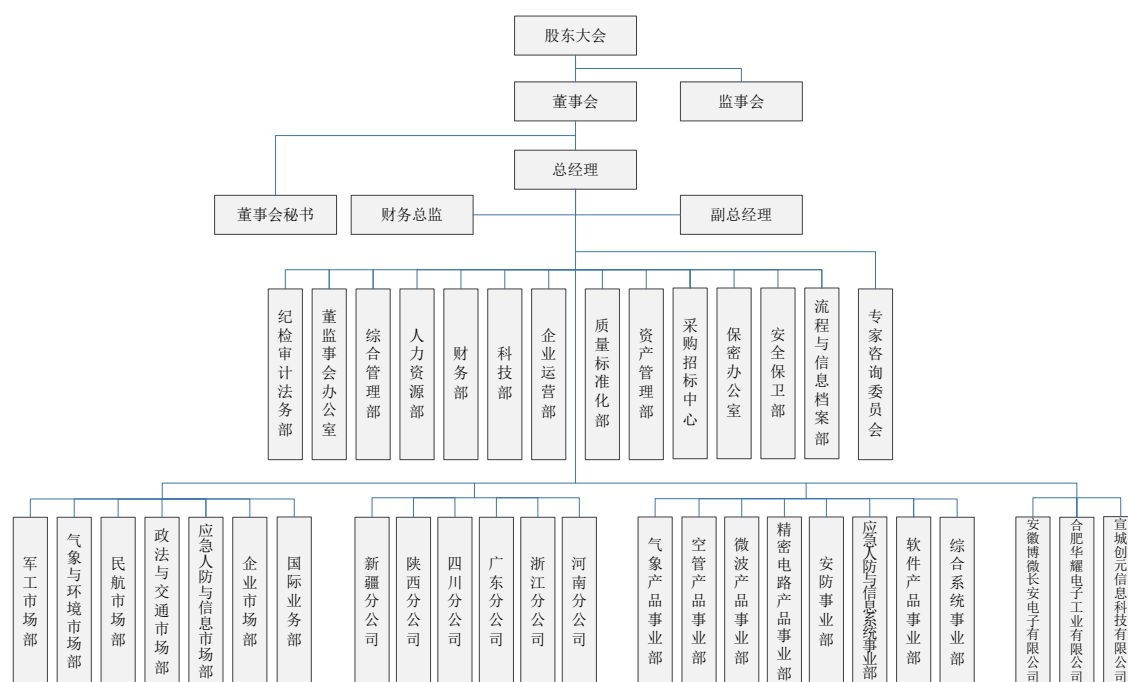 股东大会
董事会
监事会
总经理
董事会秘书
财务总监
副总经理
纪检审计法务部
董监事会办公室
综合管理部
人力资源部
财务部
科技部
企业运营部
质量标准化部
资产管理部
采购招标中心
保密办公室
安全保卫部
流程与信息档案部
专家咨询委员会
军工市场部
气象与环境市场部
民航市场部
政法与交通市场部
应急人防与信息市场部
企业市场部
国际业务部
新疆分公司
陕西分公司
四川分公司
广东分公司
浙江分公司
河南分公司
气象产品事业部
空管产品事业部
微波产品事业部
精密电路产品事业部
安防事业部
应急人防与信息系统事业部
软件产品事业部
综合系统事业部
安徽博微长安电子有限公司
合肥华耀电子工业有限公司
宣城创元信息科技有限公司